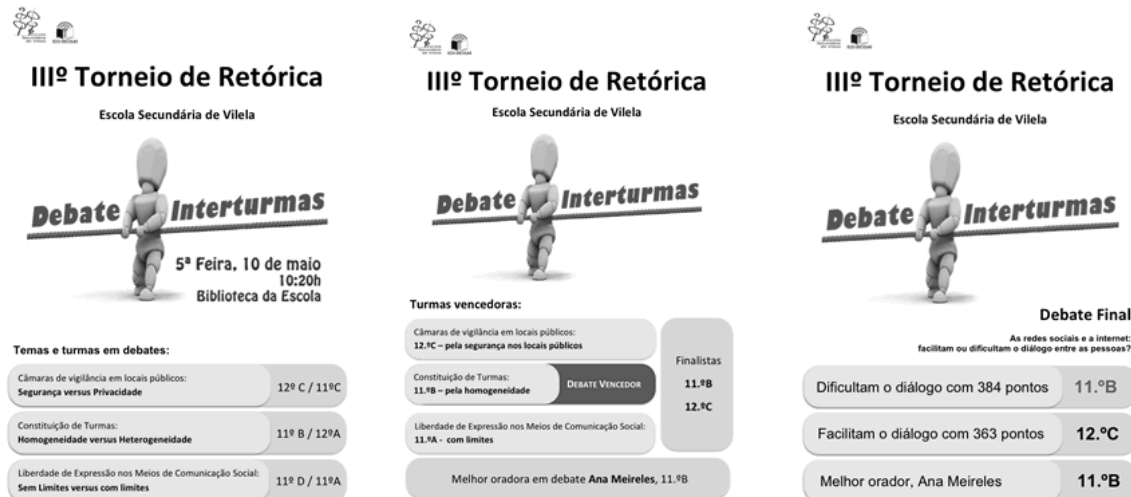 IIIº Torneio de Retórica
Escola Secundária de Vilela
Debate Interturmas
5ª Feira, 10 de maio
10:20h
Biblioteca da Escola
Temas e turmas em debates:
Câmaras de vigilância em locais públicos:
Segurança versus Privacidade
12º C / 11ºC
Constituição de Turmas:
Homogeneidade versus Heterogeneidade
11º B / 12ºA
Liberdade de Expressão nos Meios de Comunicação Social:
Sem Limites versus com limites
11º D / 11ºA
IIIº Torneio de Retórica
Escola Secundária de Vilela
Debate Interturmas
Turmas vencedoras:
Câmaras de vigilância em locais públicos:
12.ºC – pela segurança nos locais públicos
Constituição de Turmas:
11.ºB – pela homogeneidade
DEBATE VENCEDOR
Liberdade de Expressão nos Meios de Comunicação Social:
11.ºA - com limites
Finalistas
11.ºB
12.ºC
Melhor oradora em debate Ana Meireles, 11.ºB
IIIº Torneio de Retórica
Escola Secundária de Vilela
Debate Interturmas
Debate Final
As redes sociais e a internet:
facilitam ou dificultam o diálogo entre as pessoas?
Dificultam o diálogo com 384 pontos
11.ºB
Facilitam o diálogo com 363 pontos
12.ºC
Melhor orador, Ana Meireles
11.ºB